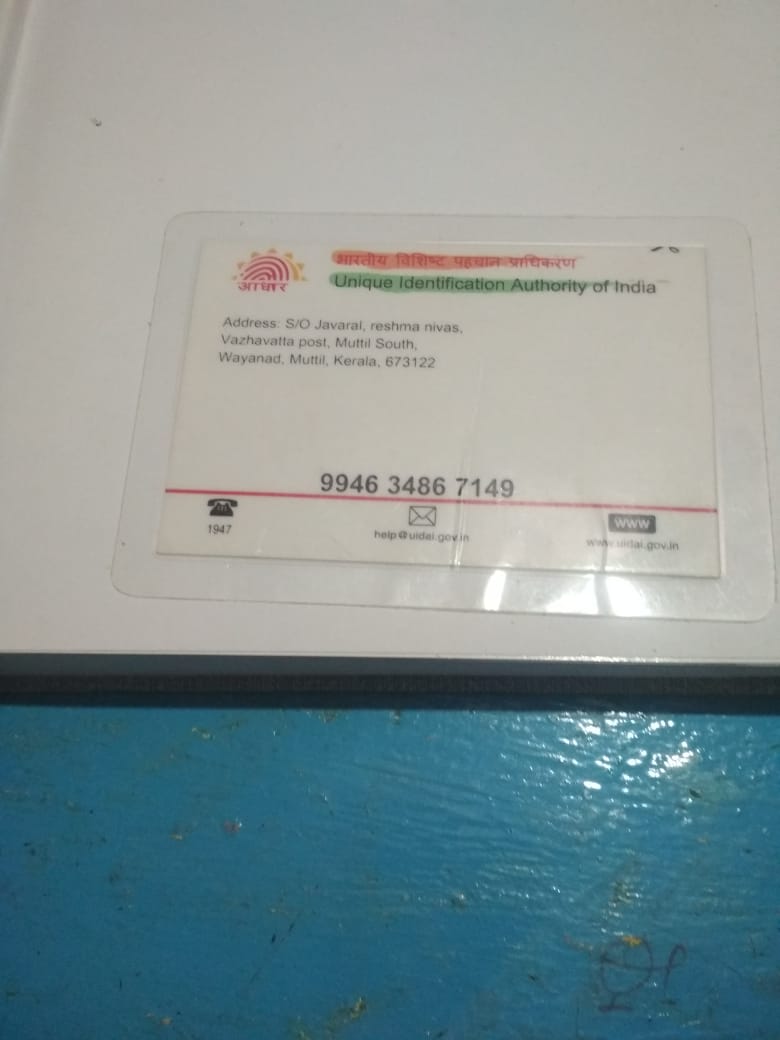 आधार
भारतीय विशिष्ट पहचान प्राधिकरण
Unique Identification Authority of India
Address: S/O Javaral, reshma nivas,
Vazhavatta post, Muttil South,
Wayanad, Muttil, Kerala, 673122
9946 3486 7149
1947
help@uidai.gov.in
www
www.uidai.gov.in